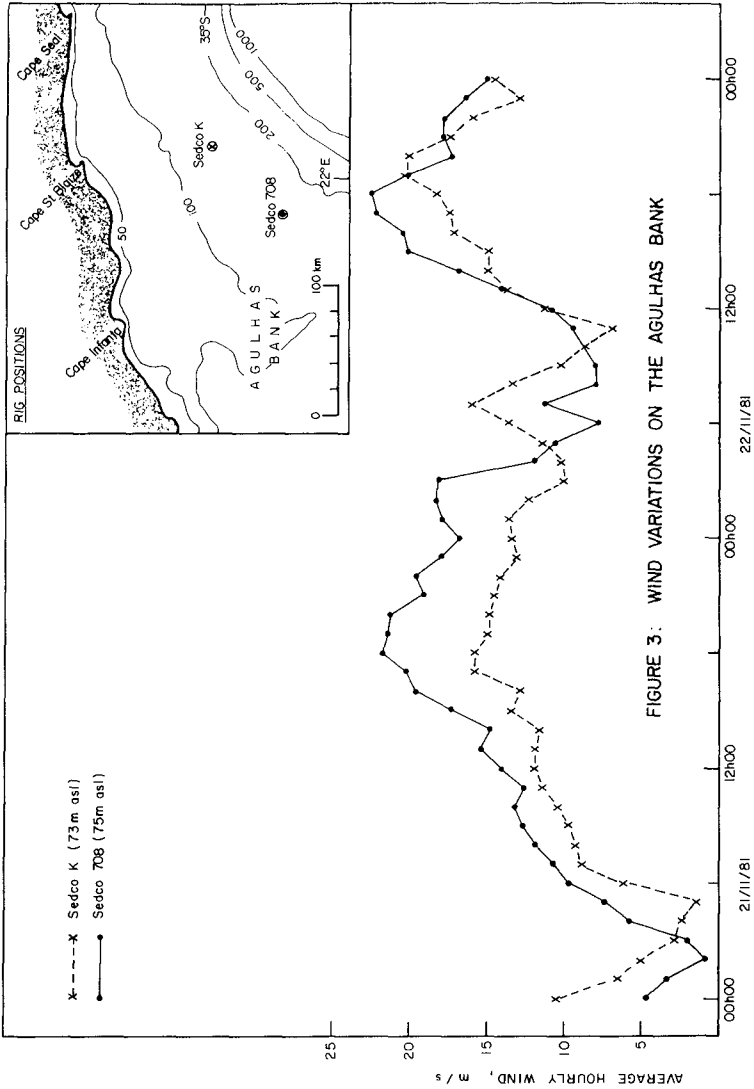 RIG POSITIONS
Cape Seal
Cape St Blaize
Cape Infanta
50
100
200
500
1000
35°S
22°E
Sedco K
Sedco 708
AGULHAS
BANK
0
100 km
Sedco K (73m asl)
Sedco 708 (75m asl)
AVERAGE HOURLY WIND, m/s
25
20
15
10
5
00h00
21/11/81
12h00
00h00
22/11/81
12h00
00h00
FIGURE 3: WIND VARIATIONS ON THE AGULHAS BANK